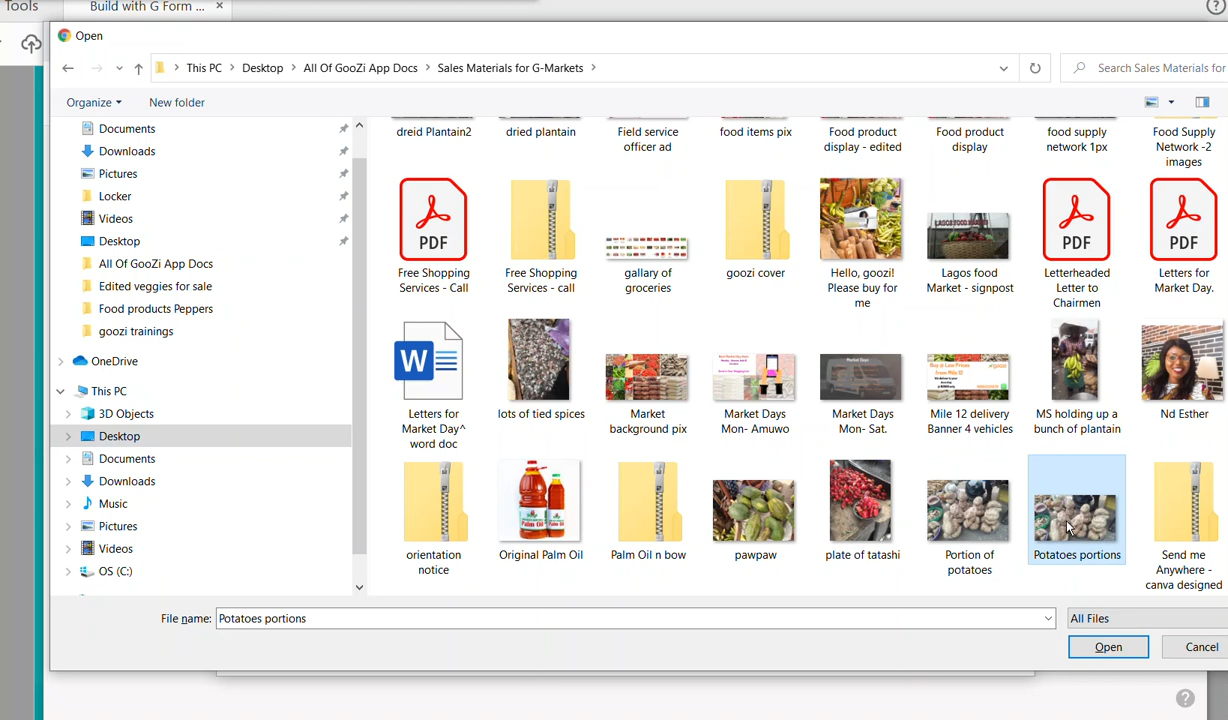 Tools
Build with G Form ... ×
Open
This PC > Desktop > All Of GooZi App Docs > Sales Materials for G-Markets >
Search Sales Materials for
Organize
New folder
Documents
Downloads
Pictures
Locker
Videos
Desktop
All Of GooZi App Docs
Edited veggies for sale
Food products Peppers
goozi trainings
OneDrive
This PC
3D Objects
Desktop
Documents
Downloads
Music
Pictures
Videos
OS (C:)
dreid Plantain2
dried plantain
Field service
officer ad
food items pix
Food product
display - edited
Food product
display
food supply
network 1px
Food Supply
Network -2
images
PDF
Free Shopping
Services - Call
Free Shopping
Services - call
gallary of
groceries
goozi cover
Hello, goozi!
Please buy for
me
Lagos food
Market - signpost
PDF
Letterheaded
Letter to
Chairmen
PDF
Letters for
Market Day.
W
Letters for
Market Day^
word doc
lots of tied spices
Market
background pix
Market Days
Mon- Amuwo
Market Days
Mon- Sat.
Mile 12 delivery
Banner 4 vehicles
MS holding up a
bunch of plantain
Nd Esther
orientation
notice
Original Palm Oil
Palm Oil n bow
pawpaw
plate of tatashi
Portion of
potatoes
Potatoes portions
Send me
Anywhere -
canva designed
File name: Potatoes portions
All Files
Open
Cancel